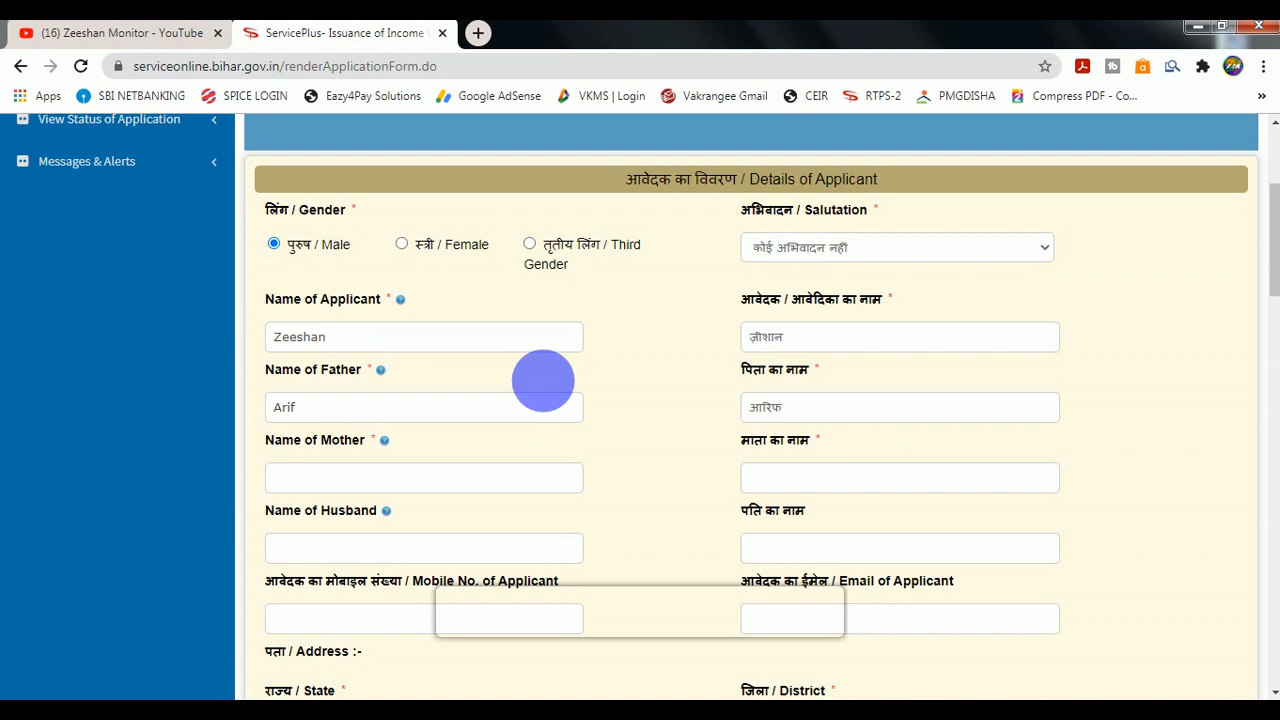 (16) Zeeshan Monitor - YouTube
ServicePlus- Issuance of Income
serviceonline.bihar.gov.in/renderApplicationForm.do
Apps SBI NETBANKING SPICE LOGIN Eazy4Pay Solutions Google AdSense VKMS | Login Vakrangee Gmail CEIR RTPS-2 PMGDISHA Compress PDF - Co... »
View Status of Application
Messages & Alerts
आवेदक का विवरण / Details of Applicant
लिंग / Gender * अभिवादन / Salutation *
पुरुष / Male स्त्री / Female तृतीय लिंग / Third Gender कोई अभिवादन नहीं
Name of Applicant * आवेदक / आवेदिका का नाम *
Zeeshan ज़ीशान
Name of Father * पिता का नाम *
Arif आरिफ
Name of Mother * माता का नाम *
Name of Husband पति का नाम
आवेदक का मोबाइल संख्या / Mobile No. of Applicant आवेदक का ईमेल / Email of Applicant
पता / Address :-
राज्य / State * जिला / District *